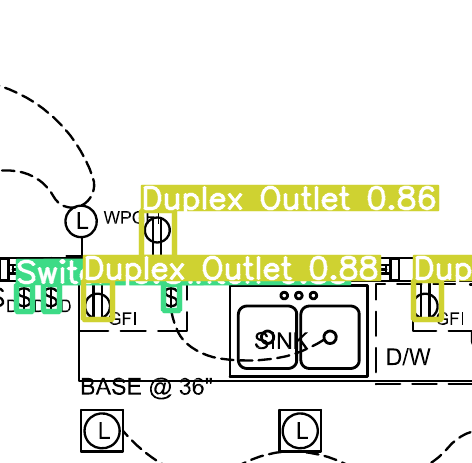 Duplex Outlet 0.86
L
WPGFI
Duplex Outlet 0.88
Dup
Swit
$ $ $ $
D D D
GFI
GFI
SINK
D/W
BASE @ 36"
L
L